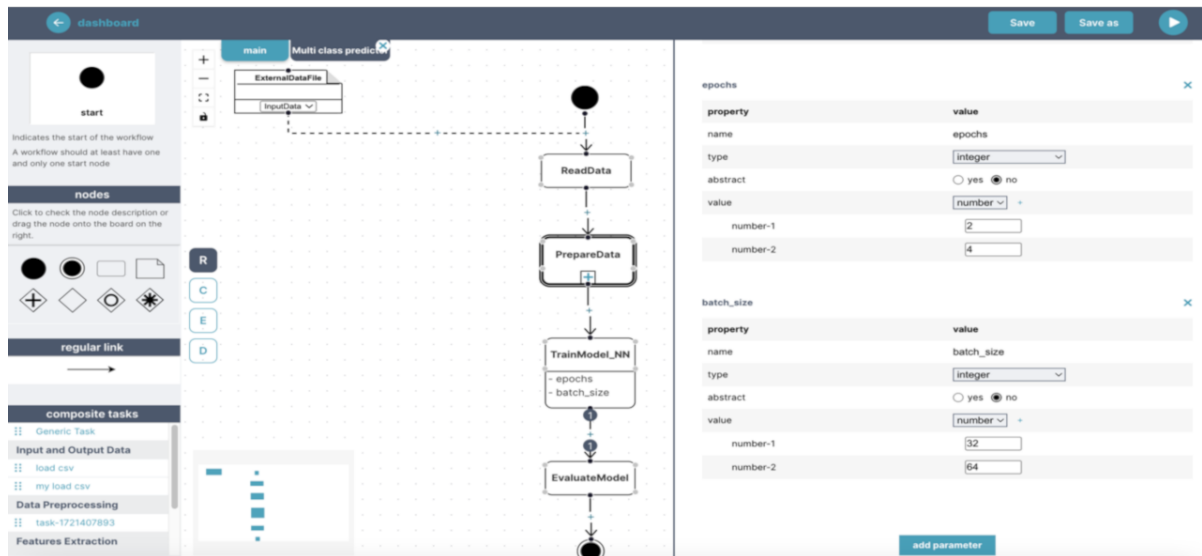 dashboard
Save
Save as
start
Indicates the start of the workflow
A workflow should at least have one
and only one start node
nodes
Click to check the node description or
drag the node onto the board on the
right.
regular link
composite tasks
Generic Task
Input and Output Data
load csv
my load csv
Data Preprocessing
task-1721407893
Features Extraction
main
Multi class predictor
ExternalDataFile
InputData
R
C
E
D
ReadData
PrepareData
TrainModel_NN
- epochs
- batch_size
1
1
EvaluateModel
epochs
property value
name epochs
type integer
abstract yes no
value number +
number-1 2
number-2 4
batch_size
property value
name batch_size
type integer
abstract yes no
value number +
number-1 32
number-2 64
add parameter